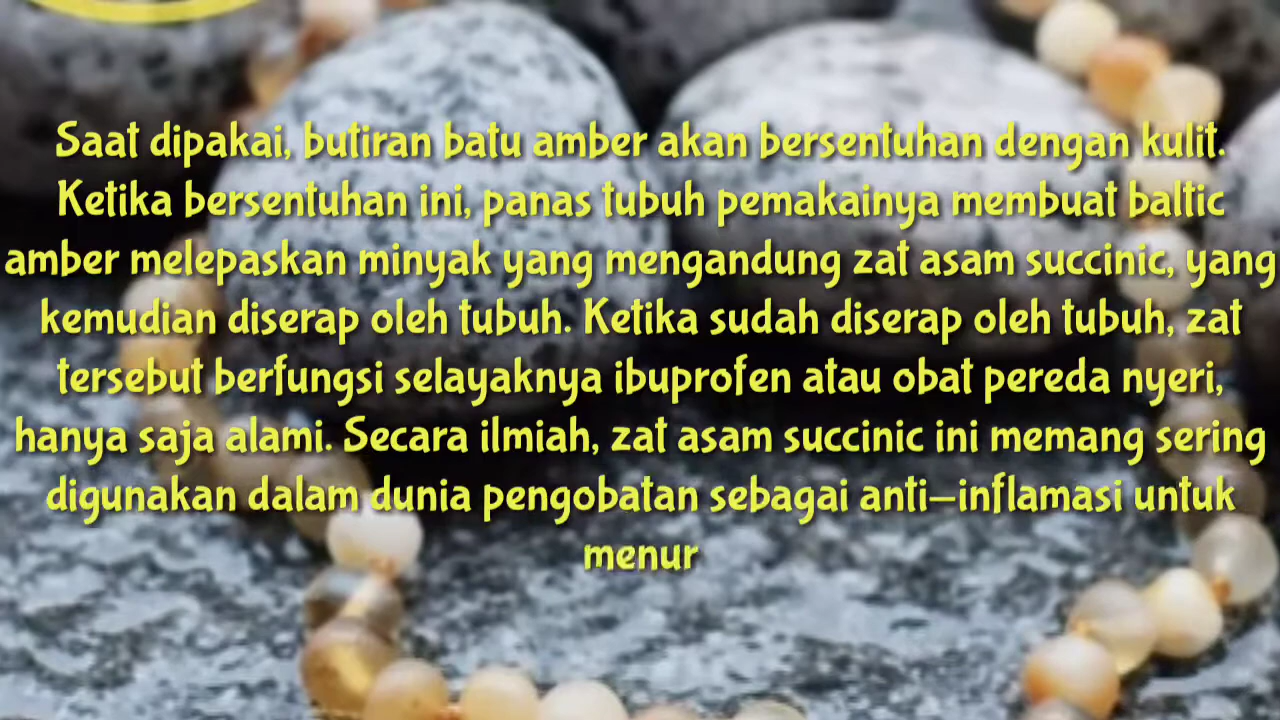 Saat dipakai, butiran batu amber akan bersentuhan dengan kulit.
Ketika bersentuhan ini, panas tubuh pemakainya membuat baltic
amber melepaskan minyak yang mengandung zat asam succinic, yang
kemudian diserap oleh tubuh. Ketika sudah diserap oleh tubuh, zat
tersebut berfungsi selayaknya ibuprofen atau obat pereda nyeri,
hanya saja alami. Secara ilmiah, zat asam succinic ini memang sering
digunakan dalam dunia pengobatan sebagai anti-inflamasi untuk
menur